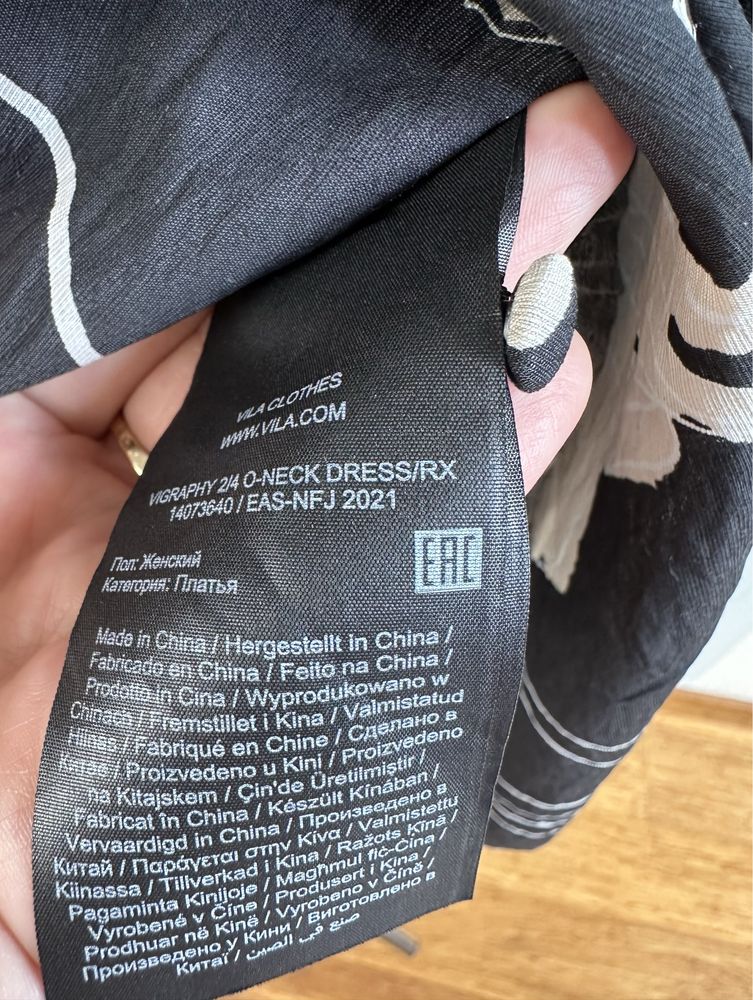 VILA CLOTHES
WWW.VILA.COM
VIGRAPHY 2/4 O-NECK DRESS/RX
14073640 / EAS-NFJ 2021
EAC
Пол: Женский
Категория: Платья
Made in China / Hergestellt in China /
Fabricado en China / Feito na China /
Prodotto in Cina / Wyprodukowano w
Chinach / Fremstillet i Kina / Valmistatud
Hiinas / Fabriqué en Chine / Сделано в
Китае / Proizvedeno u Kini / Proizvedeno
na Kitajskem / Çin'de Üretilmiştir /
Fabricat în China / Készült Kínában /
Vervaardigd in China / Произведено в
Китай / Παράγεται στην Κίνα / Valmistettu
Kiinassa / Tillverkad i Kina / Ražots Ķīnā /
Pagaminta Kinijoje / Magħmul fiċ-Ċina /
Vyrobené v Číne / Produsert i Kina /
Prodhuar në Kinë / Vyrobeno v Číně /
Произведено у Кини / Виготовлено в
Китаї / صنع في الصين